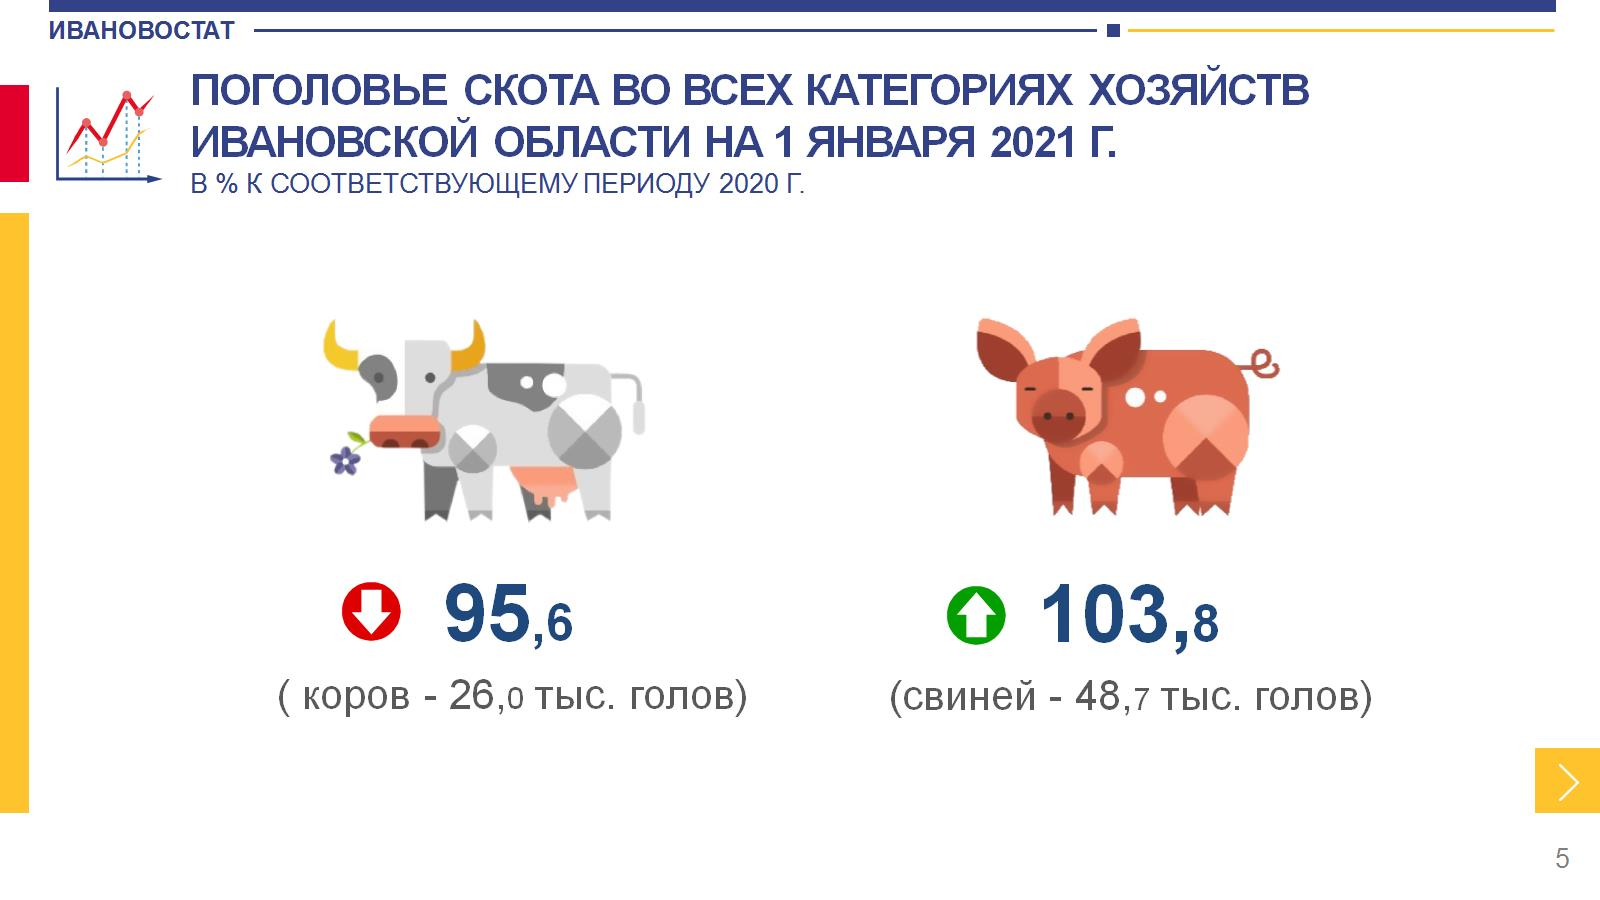 ИВАНОВОСТАТ
ПОГОЛОВЬЕ СКОТА ВО ВСЕХ КАТЕГОРИЯХ ХОЗЯЙСТВ
ИВАНОВСКОЙ ОБЛАСТИ НА 1 ЯНВАРЯ 2021 Г.
В % К СООТВЕТСТВУЮЩЕМУ ПЕРИОДУ 2020 Г.
95,6
( коров - 26,0 тыс. голов)
103,8
(свиней - 48,7 тыс. голов)
5